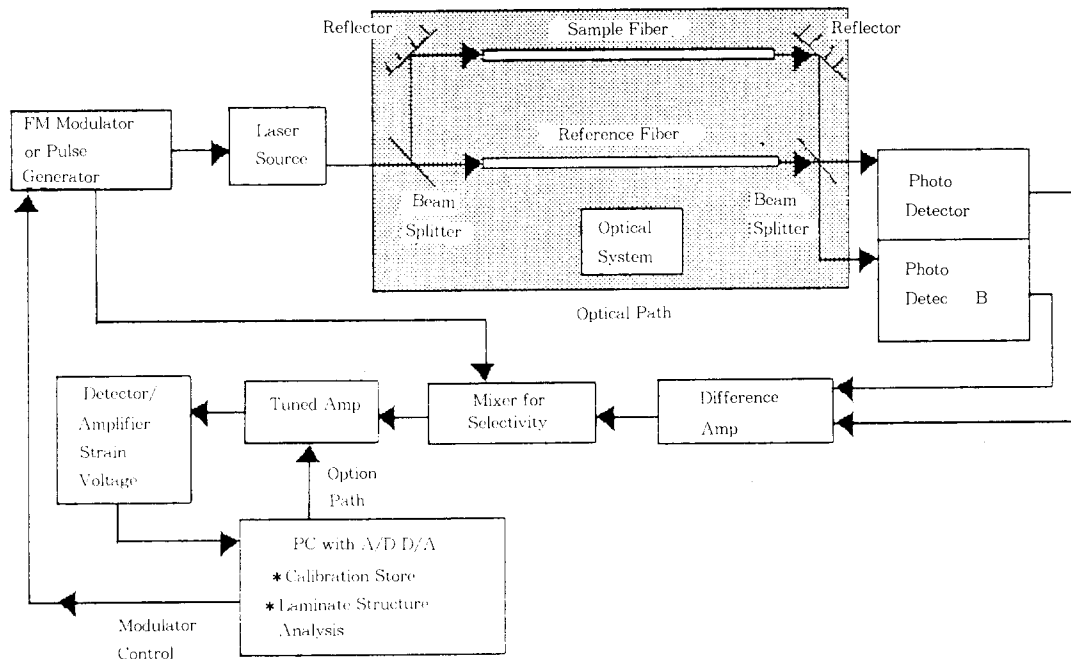 Reflector
Sample Fiber
Reflector
FM Modulator
or Pulse
Generator
Laser
Source
Reference Fiber
Beam
Splitter
Optical
System
Beam
Splitter
Photo
Detector
Photo
Detec B
Optical Path
Detector/
Amplifier
Strain
Voltage
Tuned Amp
Mixer for
Selectivity
Difference
Amp
Option
Path
PC with A/D D/A
* Calibration Store
* Laminate Structure
Analysis
Modulator
Control